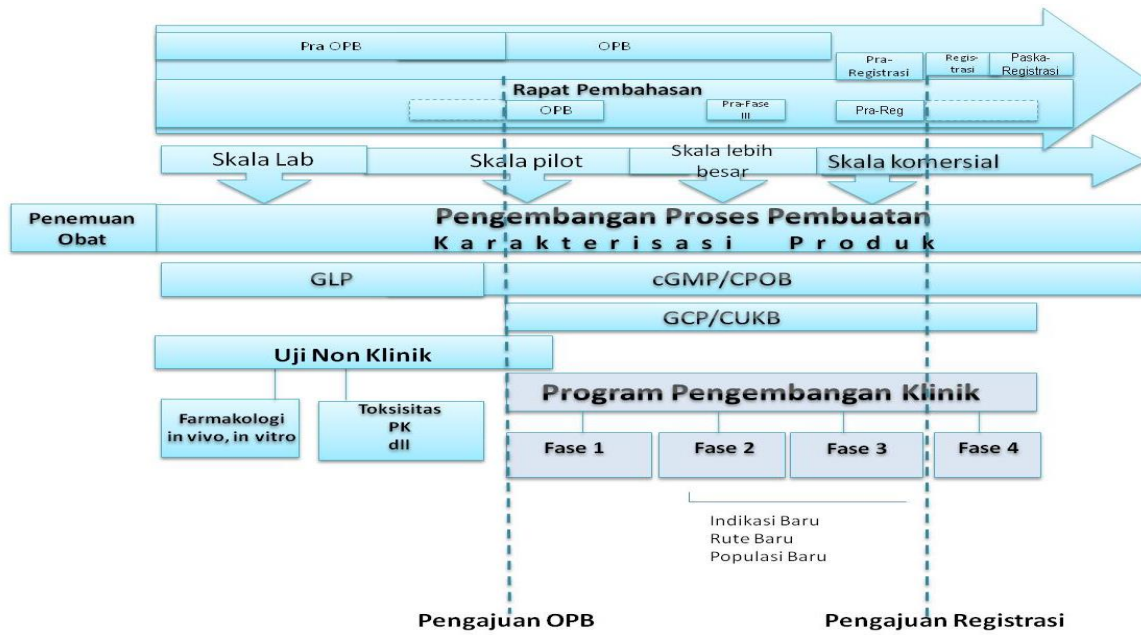 Pra OPB
OPB
Pra-
Registrasi
Regis-
trasi
Paska-
Registrasi
Rapat Pembahasan
OPB
Pra-Fase
III
Pra-Reg
Skala Lab
Skala pilot
Skala lebih
besar
Skala komersial
Penemuan
Obat
Pengembangan Proses Pembuatan
Karakterisasi Produk
GLP
cGMP/CPOB
GCP/CUKB
Uji Non Klinik
Farmakologi
in vivo, in vitro
Toksisitas
PK
dll
Program Pengembangan Klinik
Fase 1
Fase 2
Fase 3
Fase 4
Indikasi Baru
Rute Baru
Populasi Baru
Pengajuan OPB
Pengajuan Registrasi